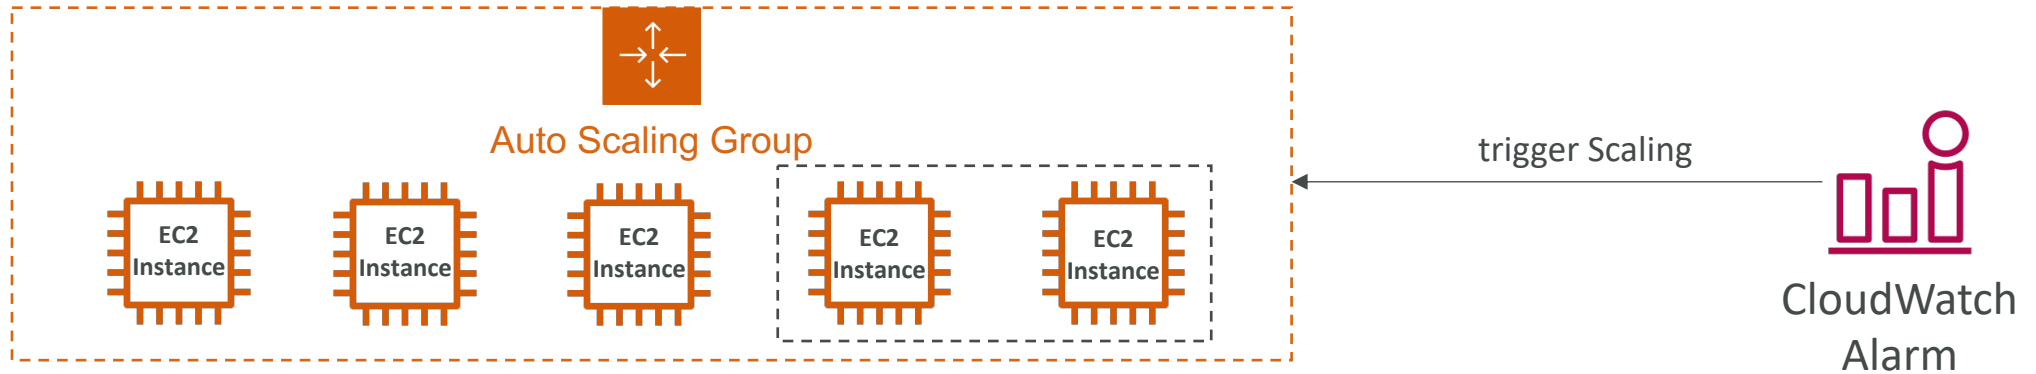 Auto Scaling Group
trigger Scaling
EC2
Instance
EC2
Instance
EC2
Instance
EC2
Instance
EC2
Instance
CloudWatch
Alarm